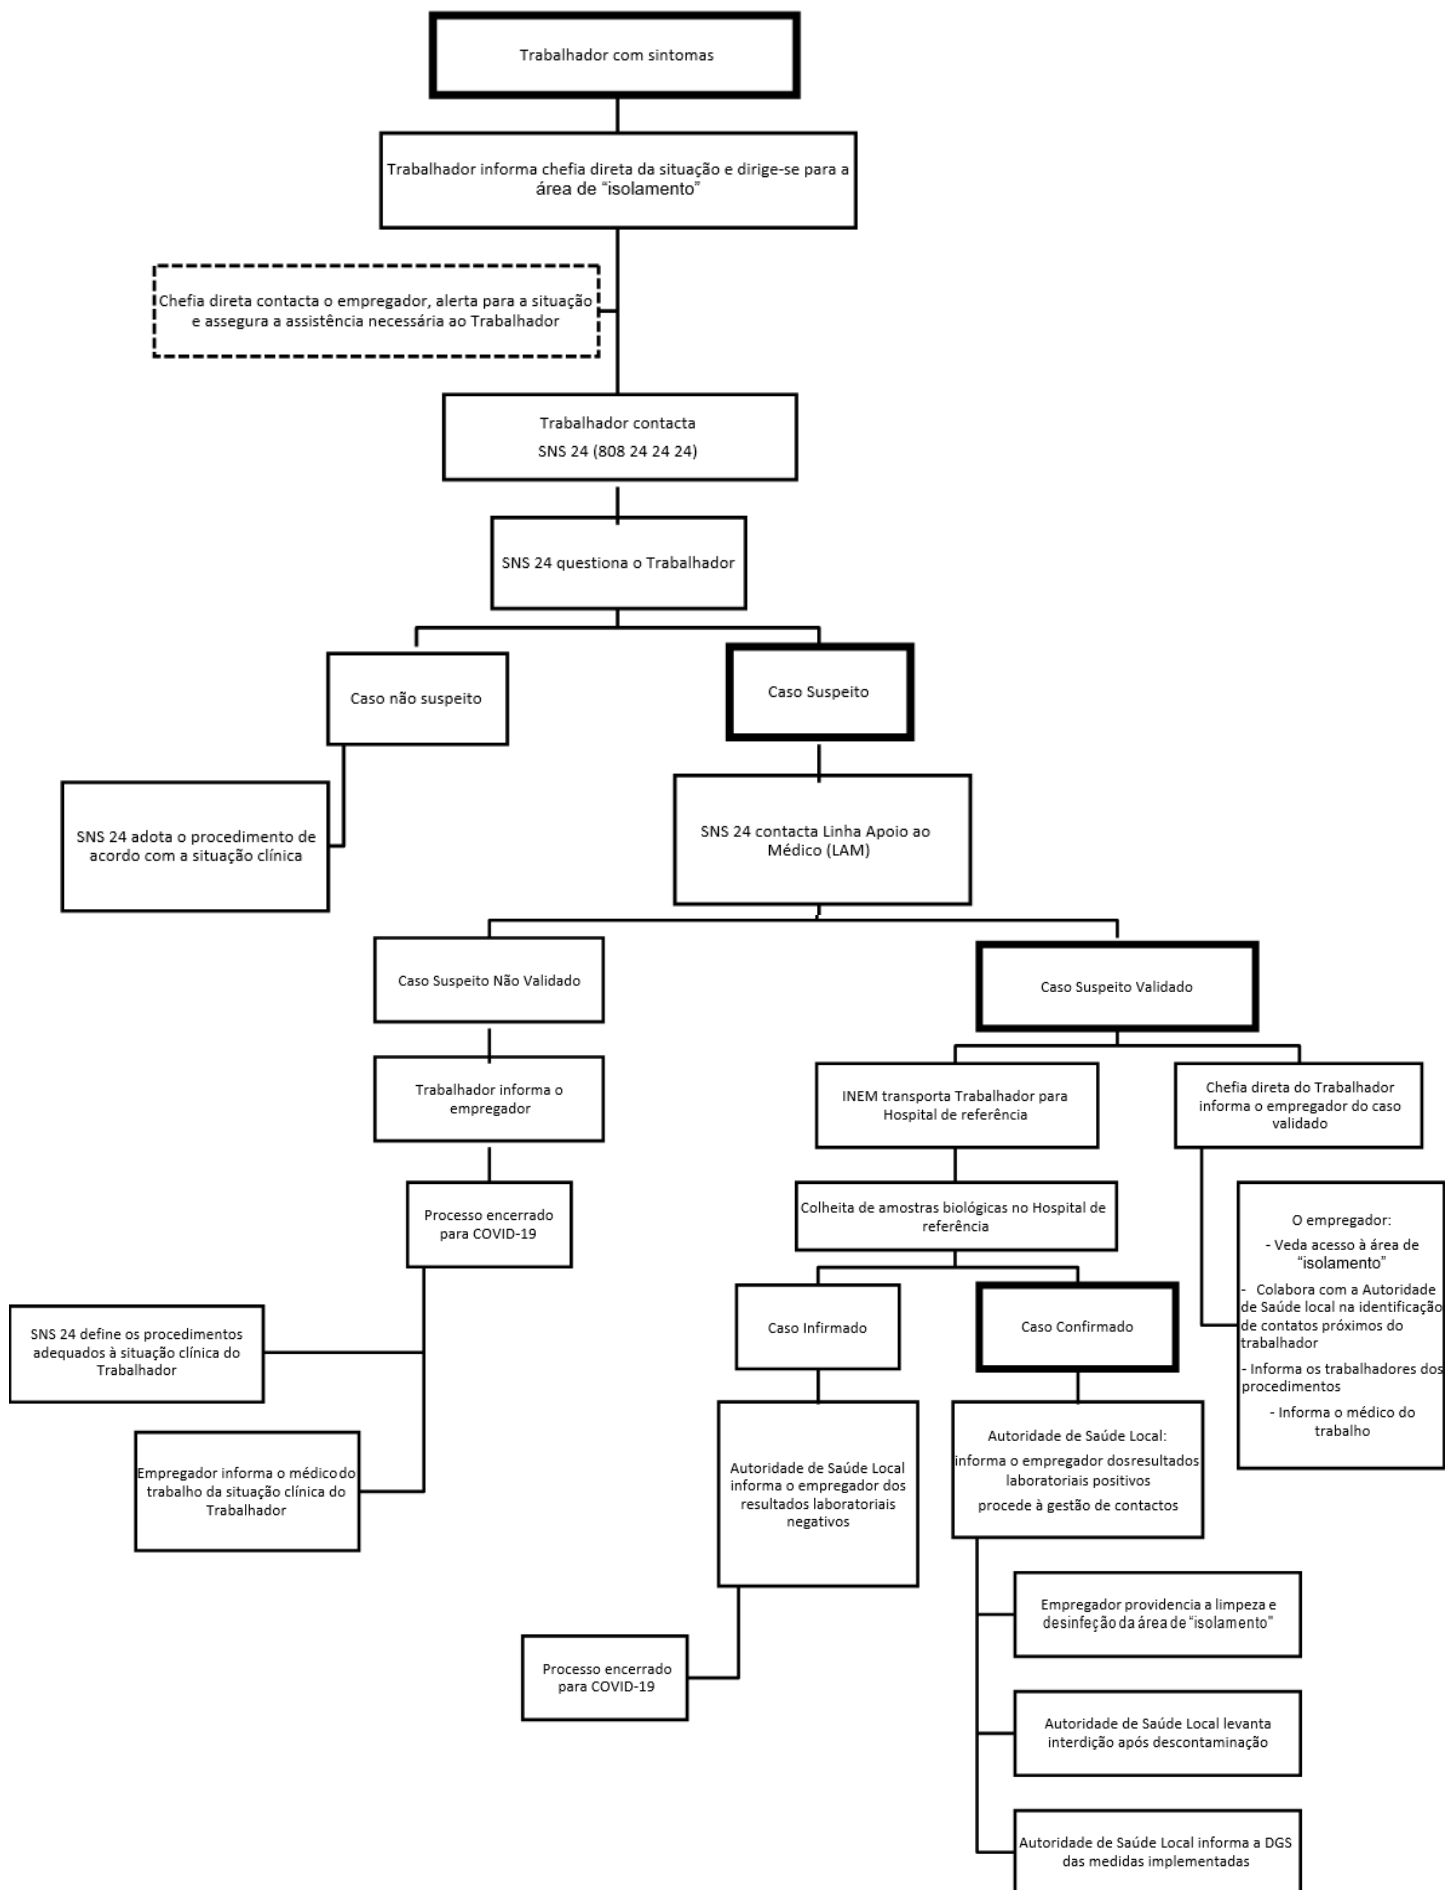 Trabalhador com sintomas
Trabalhador informa chefia direta da situação e dirige-se para a
área de “isolamento”
Chefia direta contacta o empregador, alerta para a situação
e assegura a assistência necessária ao Trabalhador
Trabalhador contacta
SNS 24 (808 24 24 24)
SNS 24 questiona o Trabalhador
Caso não suspeito
Caso Suspeito
SNS 24 adota o procedimento de
acordo com a situação clínica
SNS 24 contacta Linha Apoio ao
Médico (LAM)
Caso Suspeito Não Validado
Caso Suspeito Validado
Trabalhador informa o
empregador
INEM transporta Trabalhador para
Hospital de referência
Chefia direta do Trabalhador
informa o empregador do caso
validado
Processo encerrado
para COVID-19
Colheita de amostras biológicas no Hospital de
referência
O empregador:
- Veda acesso à área de
“isolamento”
- Colabora com a Autoridade
de Saúde local na identificação
de contatos próximos do
trabalhador
- Informa os trabalhadores dos
procedimentos
- Informa o médico do
trabalho
SNS 24 define os procedimentos
adequados à situação clínica do
Trabalhador
Caso Infirmado
Caso Confirmado
Empregador informa o médico do
trabalho da situação clínica do
Trabalhador
Autoridade de Saúde Local
informa o empregador dos
resultados laboratoriais
negativos
Autoridade de Saúde Local:
informa o empregador dosresultados
laboratoriais positivos
procede à gestão de contactos
Processo encerrado
para COVID-19
Empregador providencia a limpeza e
desinfeção da área de “isolamento”
Autoridade de Saúde Local levanta
interdição após descontaminação
Autoridade de Saúde Local informa a DGS
das medidas implementadas